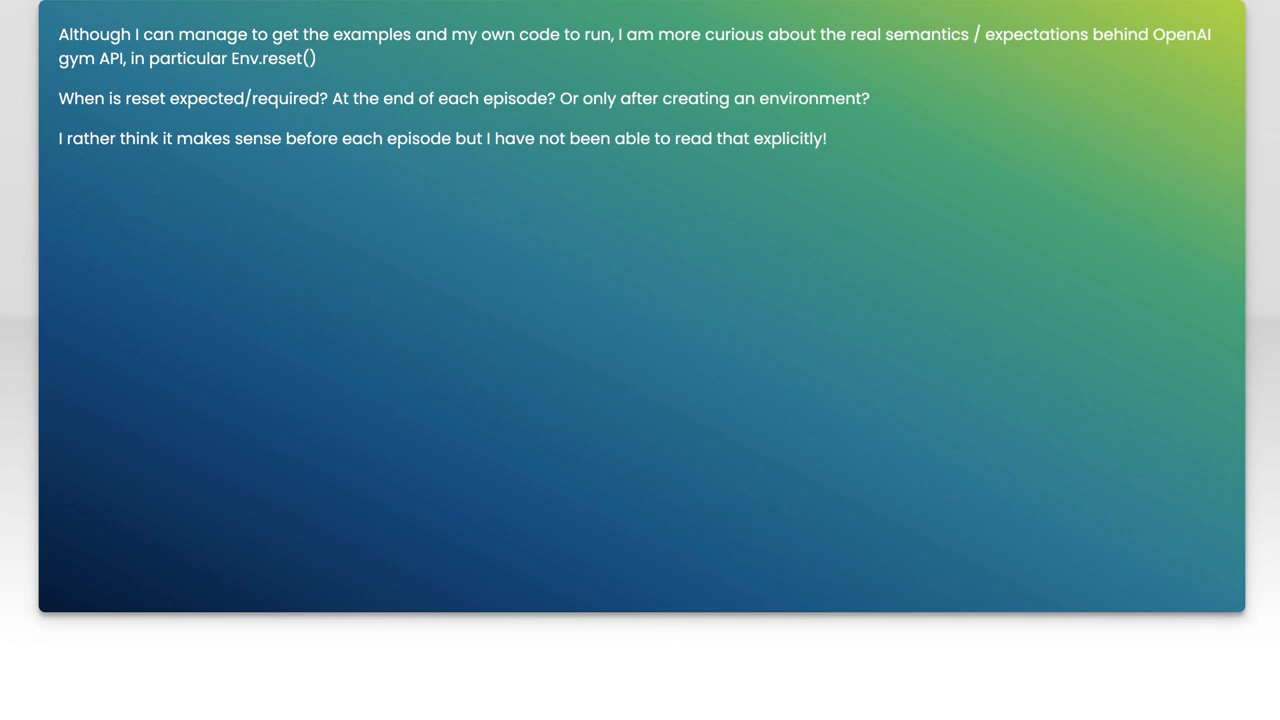 Although I can manage to get the examples and my own code to run, I am more curious about the real semantics / expectations behind OpenAI
gym API, in particular Env.reset()
When is reset expected/required? At the end of each episode? Or only after creating an environment?
I rather think it makes sense before each episode but I have not been able to read that explicitly!